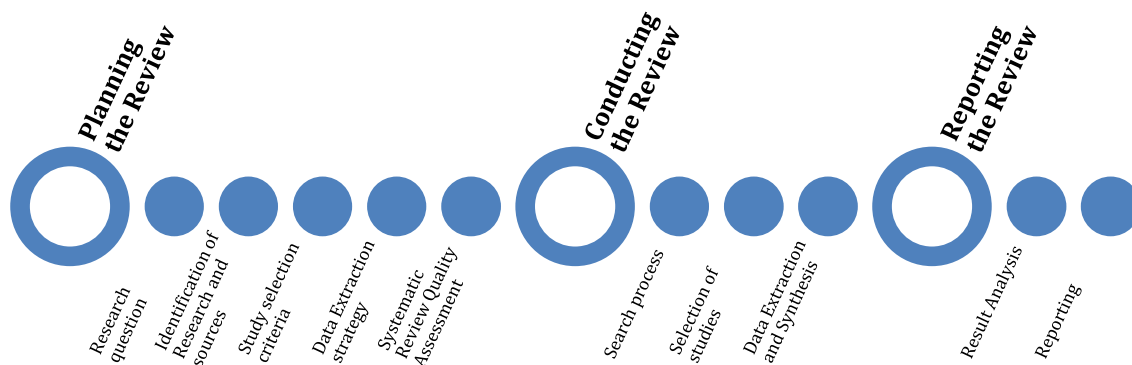 Planning
the Review
Research
question
Identification of
Research and
sources
Study selection
criteria
Data Extraction
strategy
Systematic
Review Quality
Assessment
Conducting
the Review
Search process
Selection of
studies
Data Extraction
and Synthesis
Reporting
the Review
Result Analysis
Reporting